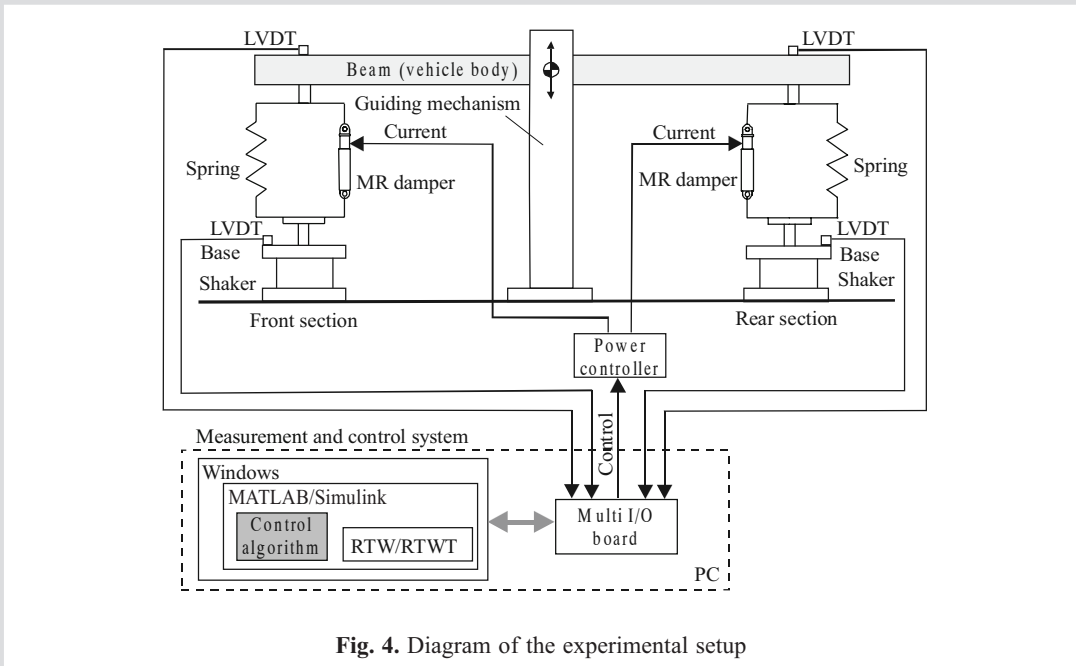 LVDT
LVDT
Beam (vehicle body)
Guiding mechanism
Current
Current
Spring
MR damper
MR damper
Spring
LVDT
LVDT
Base
Base
Shaker
Shaker
Front section
Rear section
Power
controller
Control
Measurement and control system
Windows
MATLAB/Simulink
Control
algorithm
RTW/RTWT
Multi I/O
board
PC
Fig. 4. Diagram of the experimental setup